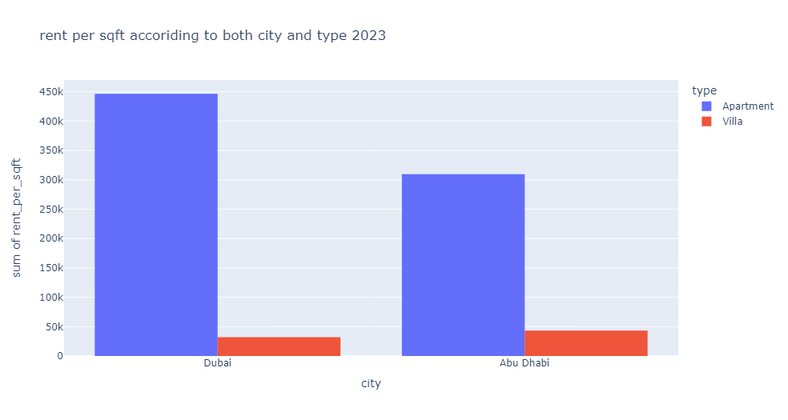 rent per sqft accoriding to both city and type 2023
type
Apartment
Villa
sum of rent_per_sqft
450k
400k
350k
300k
250k
200k
150k
100k
50k
0
Dubai
Abu Dhabi
city